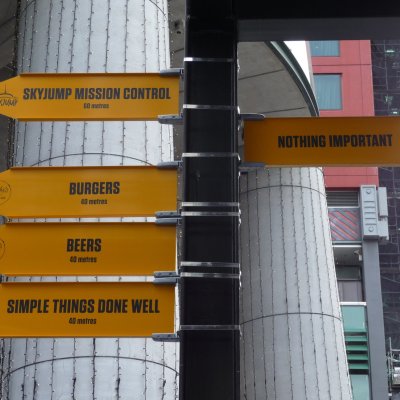 SKYJUMP MISSION CONTROL
60 metres
NOTHING IMPORTANT
BURGERS
40 metres
BEERS
40 metres
SIMPLE THINGS DONE WELL
40 metres